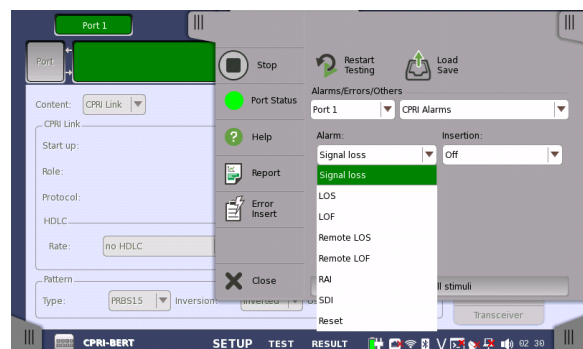 Port 1
Port
Stop
Restart Testing
Load Save
Alarms/Errors/Others
Port Status
Port 1
CPRI Alarms
Content:
CPRI Link
CPRI Link
Help
Alarm:
Insertion:
Start up:
Signal loss
Off
Role:
Report
Signal loss
Protocol:
LOS
HDLC
Error Insert
LOF
Rate:
no HDLC
Remote LOS
Remote LOF
Pattern
Close
RAI
ll stimuli
Type:
PRBS15
Inversion:
Inverted
SDI
Reset
Transceiver
CPRI-BERT
SETUP
TEST
RESULT
02 30